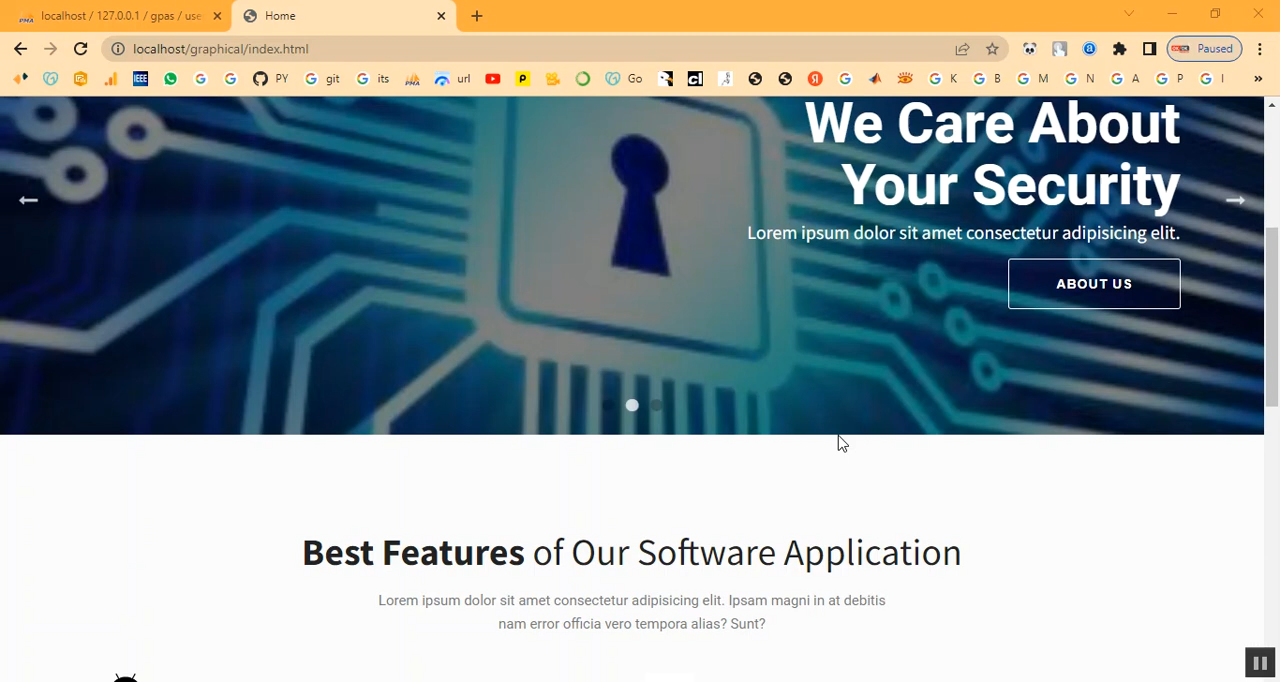 localhost / 127.0.0.1 / gpas / use
Home
localhost/graphical/index.html
Paused
IEEE
PY
git
its
PMA
url
Go
K
B
M
N
A
P
I
We Care About
Your Security
Lorem ipsum dolor sit amet consectetur adipisicing elit.
ABOUT US
Best Features of Our Software Application
Lorem ipsum dolor sit amet consectetur adipisicing elit. Ipsam magni in at debitis
nam error officia vero tempora alias? Sunt?